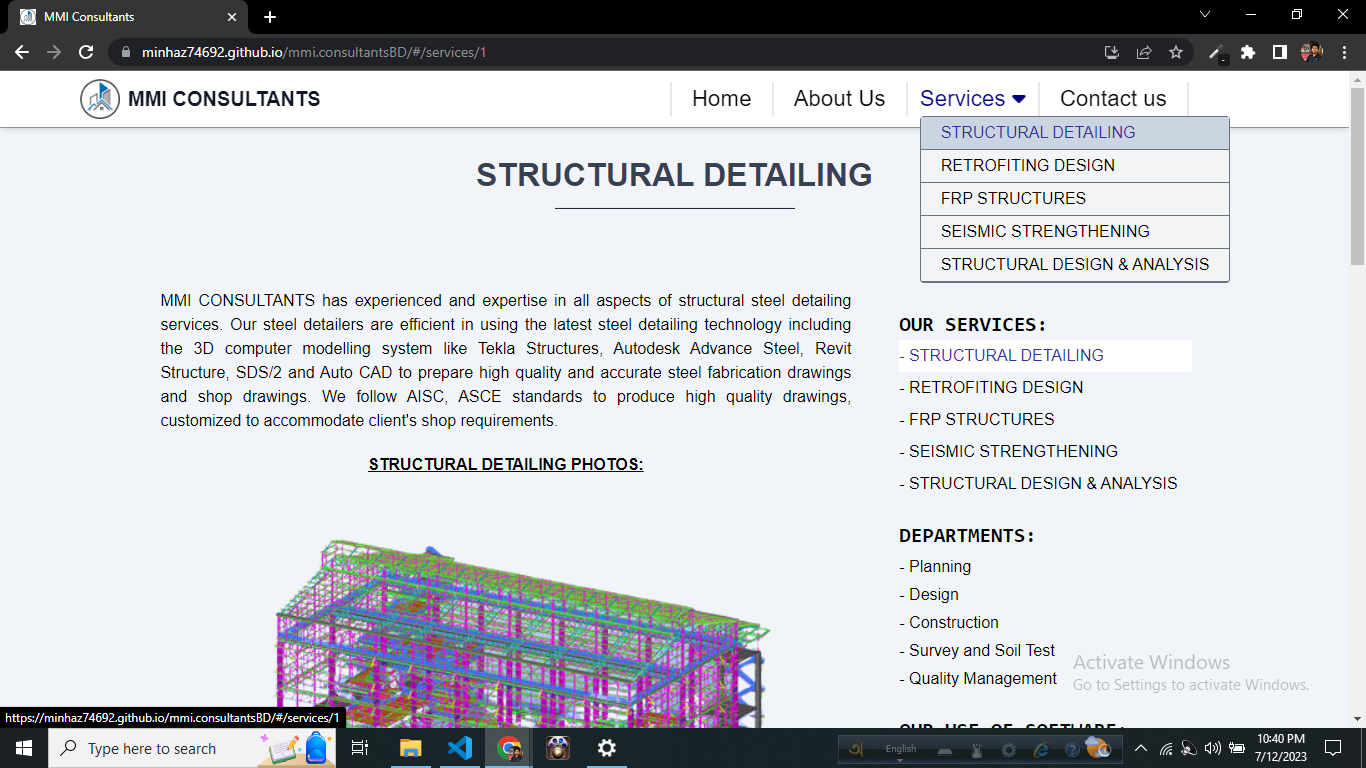 MMI Consultants
minhaz74692.github.io/mmi.consultantsBD/#/services/1
MMI CONSULTANTS
Home
About Us
Services
Contact us
STRUCTURAL DETAILING
RETROFITING DESIGN
FRP STRUCTURES
SEISMIC STRENGTHENING
STRUCTURAL DESIGN & ANALYSIS
STRUCTURAL DETAILING
MMI CONSULTANTS has experienced and expertise in all aspects of structural steel detailing
services. Our steel detailers are efficient in using the latest steel detailing technology including
the 3D computer modelling system like Tekla Structures, Autodesk Advance Steel, Revit
Structure, SDS/2 and Auto CAD to prepare high quality and accurate steel fabrication drawings
and shop drawings. We follow AISC, ASCE standards to produce high quality drawings,
customized to accommodate client's shop requirements.
STRUCTURAL DETAILING PHOTOS:
OUR SERVICES:
- STRUCTURAL DETAILING
- RETROFITING DESIGN
- FRP STRUCTURES
- SEISMIC STRENGTHENING
- STRUCTURAL DESIGN & ANALYSIS
DEPARTMENTS:
- Planning
- Design
- Construction
- Survey and Soil Test
- Quality Management
OUR USE OF SOFTWARE:
Activate Windows
Go to Settings to activate Windows.
https://minhaz74692.github.io/mmi.consultantsBD/#/services/1
Type here to search
English
10:40 PM
7/12/2023